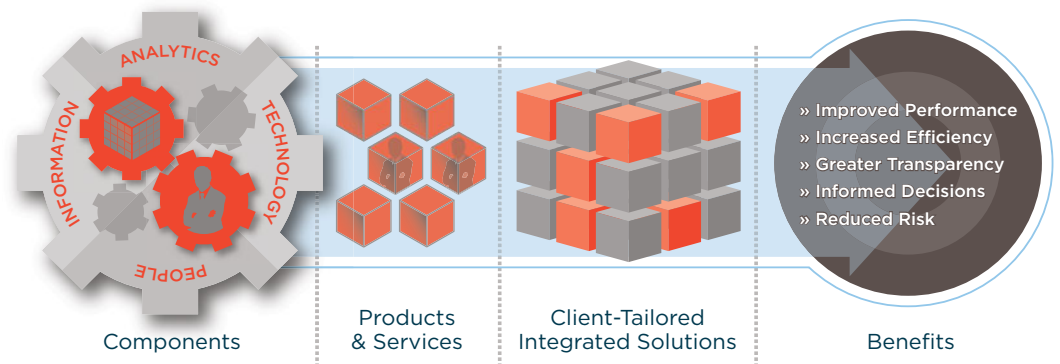 ANALYTICS
INFORMATION
TECHNOLOGY
PEOPLE
» Improved Performance
» Increased Efficiency
» Greater Transparency
» Informed Decisions
» Reduced Risk
Components
Products
& Services
Client-Tailored
Integrated Solutions
Benefits